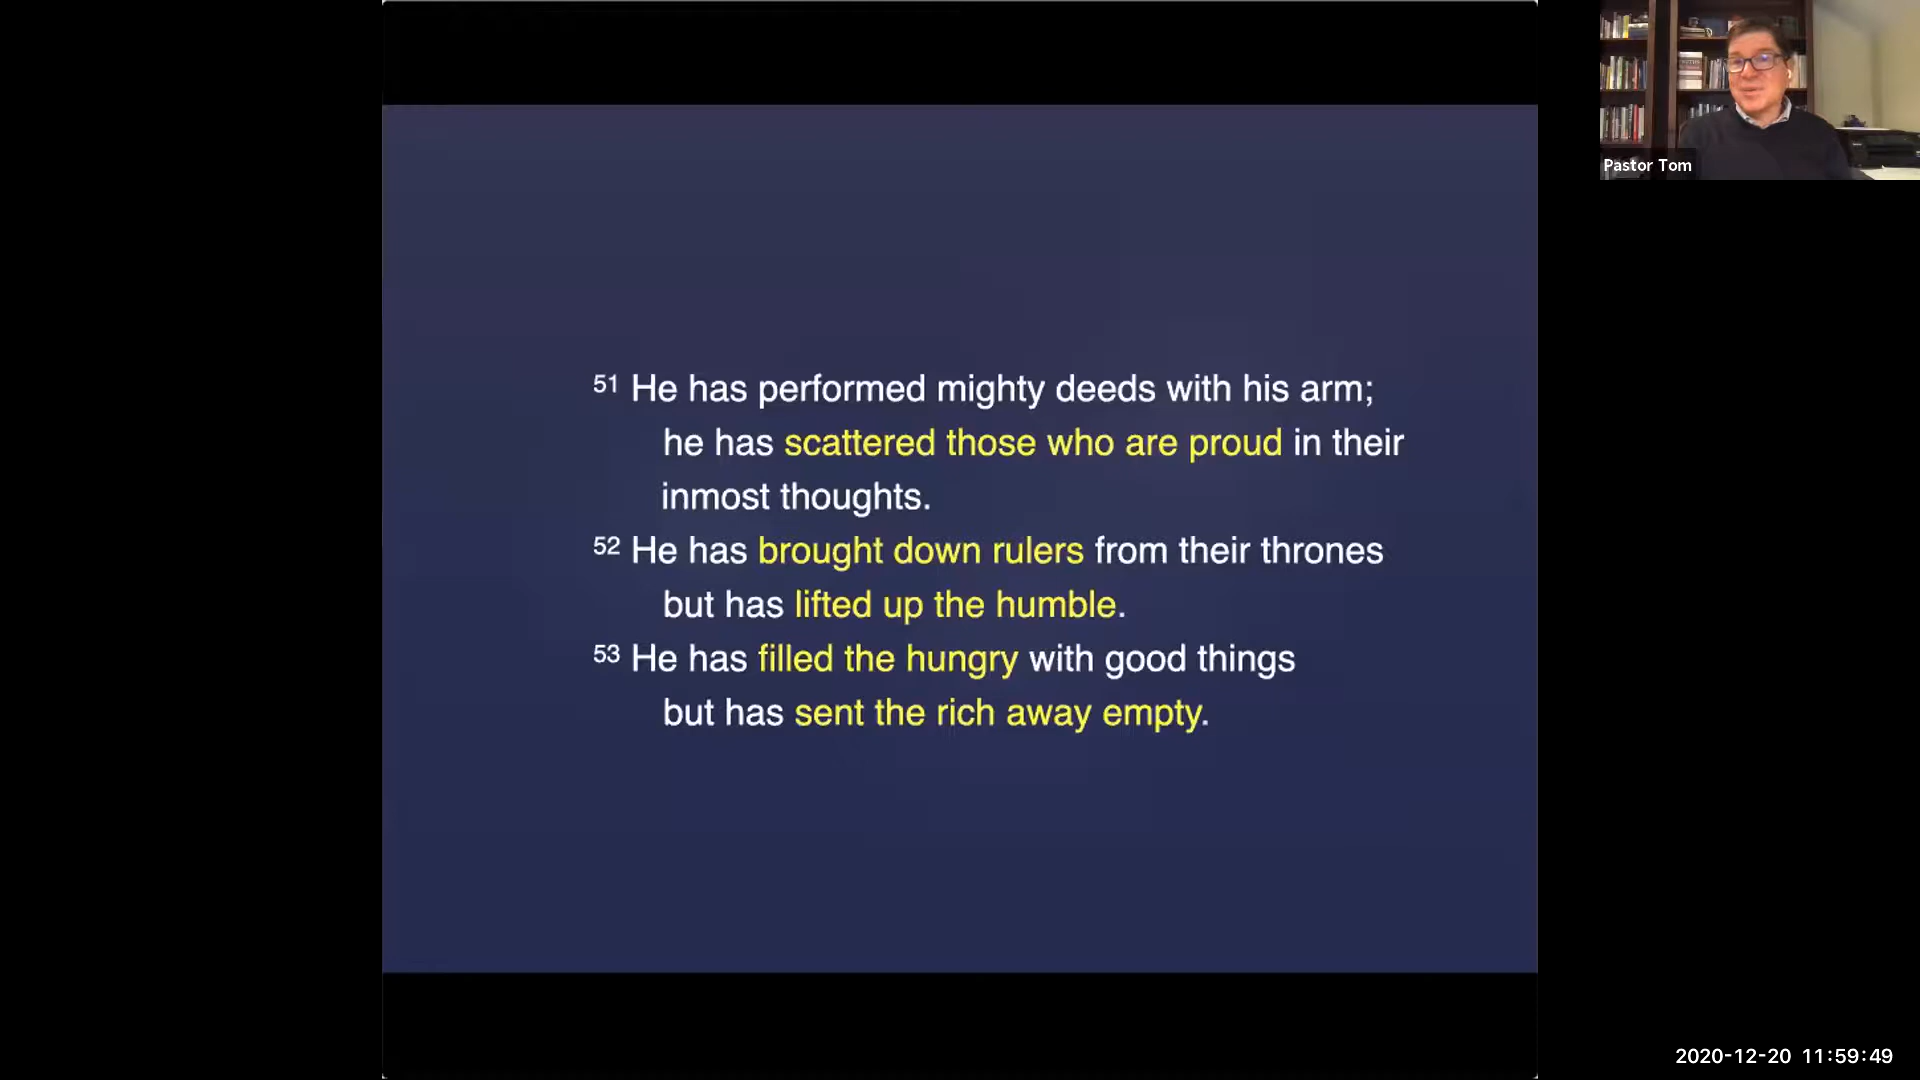 51 He has performed mighty deeds with his arm;
he has scattered those who are proud in their
inmost thoughts.
52 He has brought down rulers from their thrones
but has lifted up the humble.
53 He has filled the hungry with good things
but has sent the rich away empty.
Pastor Tom
2020-12-20 11:59:49